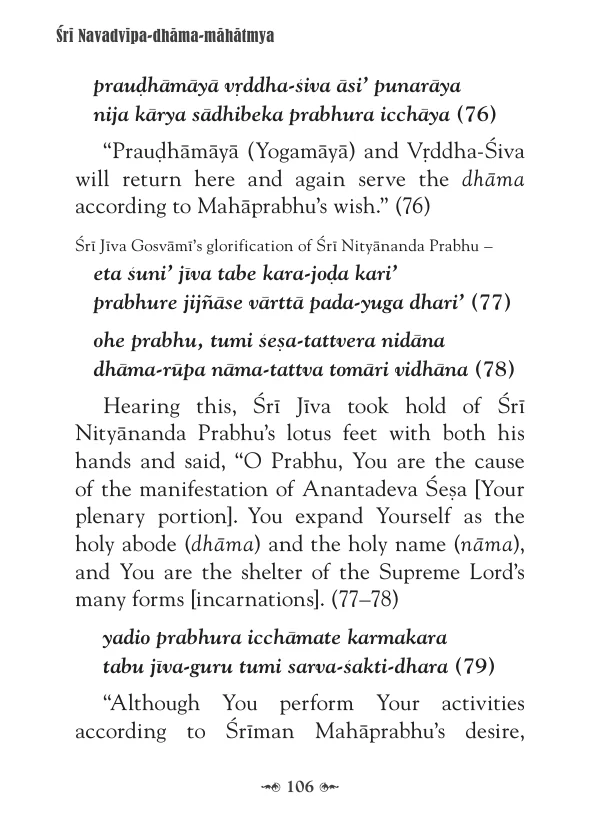 Śrī Navadvīpa-dhāma-māhātmya
prauḍhāmāyā vṛddha-śiva āsi’ punarāya
nija kārya sādhibeka prabhura icchāya (76)
“Prauḍhāmāyā (Yogamāyā) and Vṛddha-Śiva
will return here and again serve the dhāma
according to Mahāprabhu’s wish.” (76)
Śrī Jīva Gosvāmī’s glorification of Śrī Nityānanda Prabhu –
eta śuni’ jīva tabe kara-joḍa kari’
prabhure jijñāse vārttā pada-yuga dhari’ (77)
ohe prabhu, tumi śeṣa-tattvera nidāna
dhāma-rūpa nāma-tattva tomāri vidhāna (78)
Hearing this, Śrī Jīva took hold of Śrī
Nityānanda Prabhu’s lotus feet with both his
hands and said, “O Prabhu, You are the cause
of the manifestation of Anantadeva Śeṣa [Your
plenary portion]. You expand Yourself as the
holy abode (dhāma) and the holy name (nāma),
and You are the shelter of the Supreme Lord’s
many forms [incarnations]. (77–78)
yadio prabhura icchāmate karmakara
tabu jīva-guru tumi sarva-śakti-dhara (79)
“Although You perform Your activities
according to Śrīman Mahāprabhu’s desire,
106